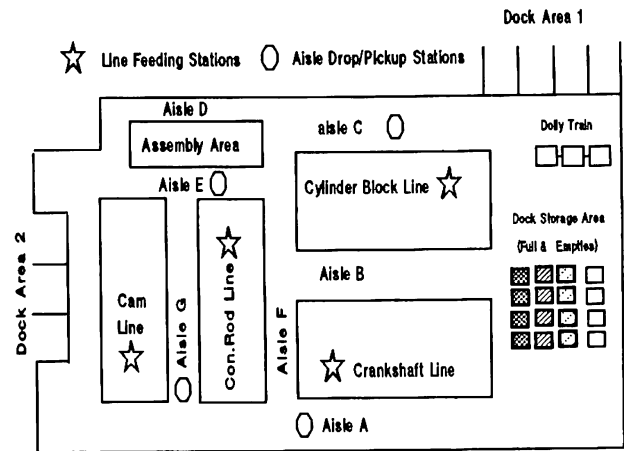 Dock Area 1
Line Feeding Stations
Aisle Drop/Pickup Stations
Aisle D
aisle C
Dolly Train
Assembly Area
Aisle E
Cylinder Block Line
Dock Storage Area
(Full & Empties)
Dock Area 2
Cam
Line
Aisle G
Con.Rod Line
Aisle F
Aisle B
Crankshaft Line
Aisle A